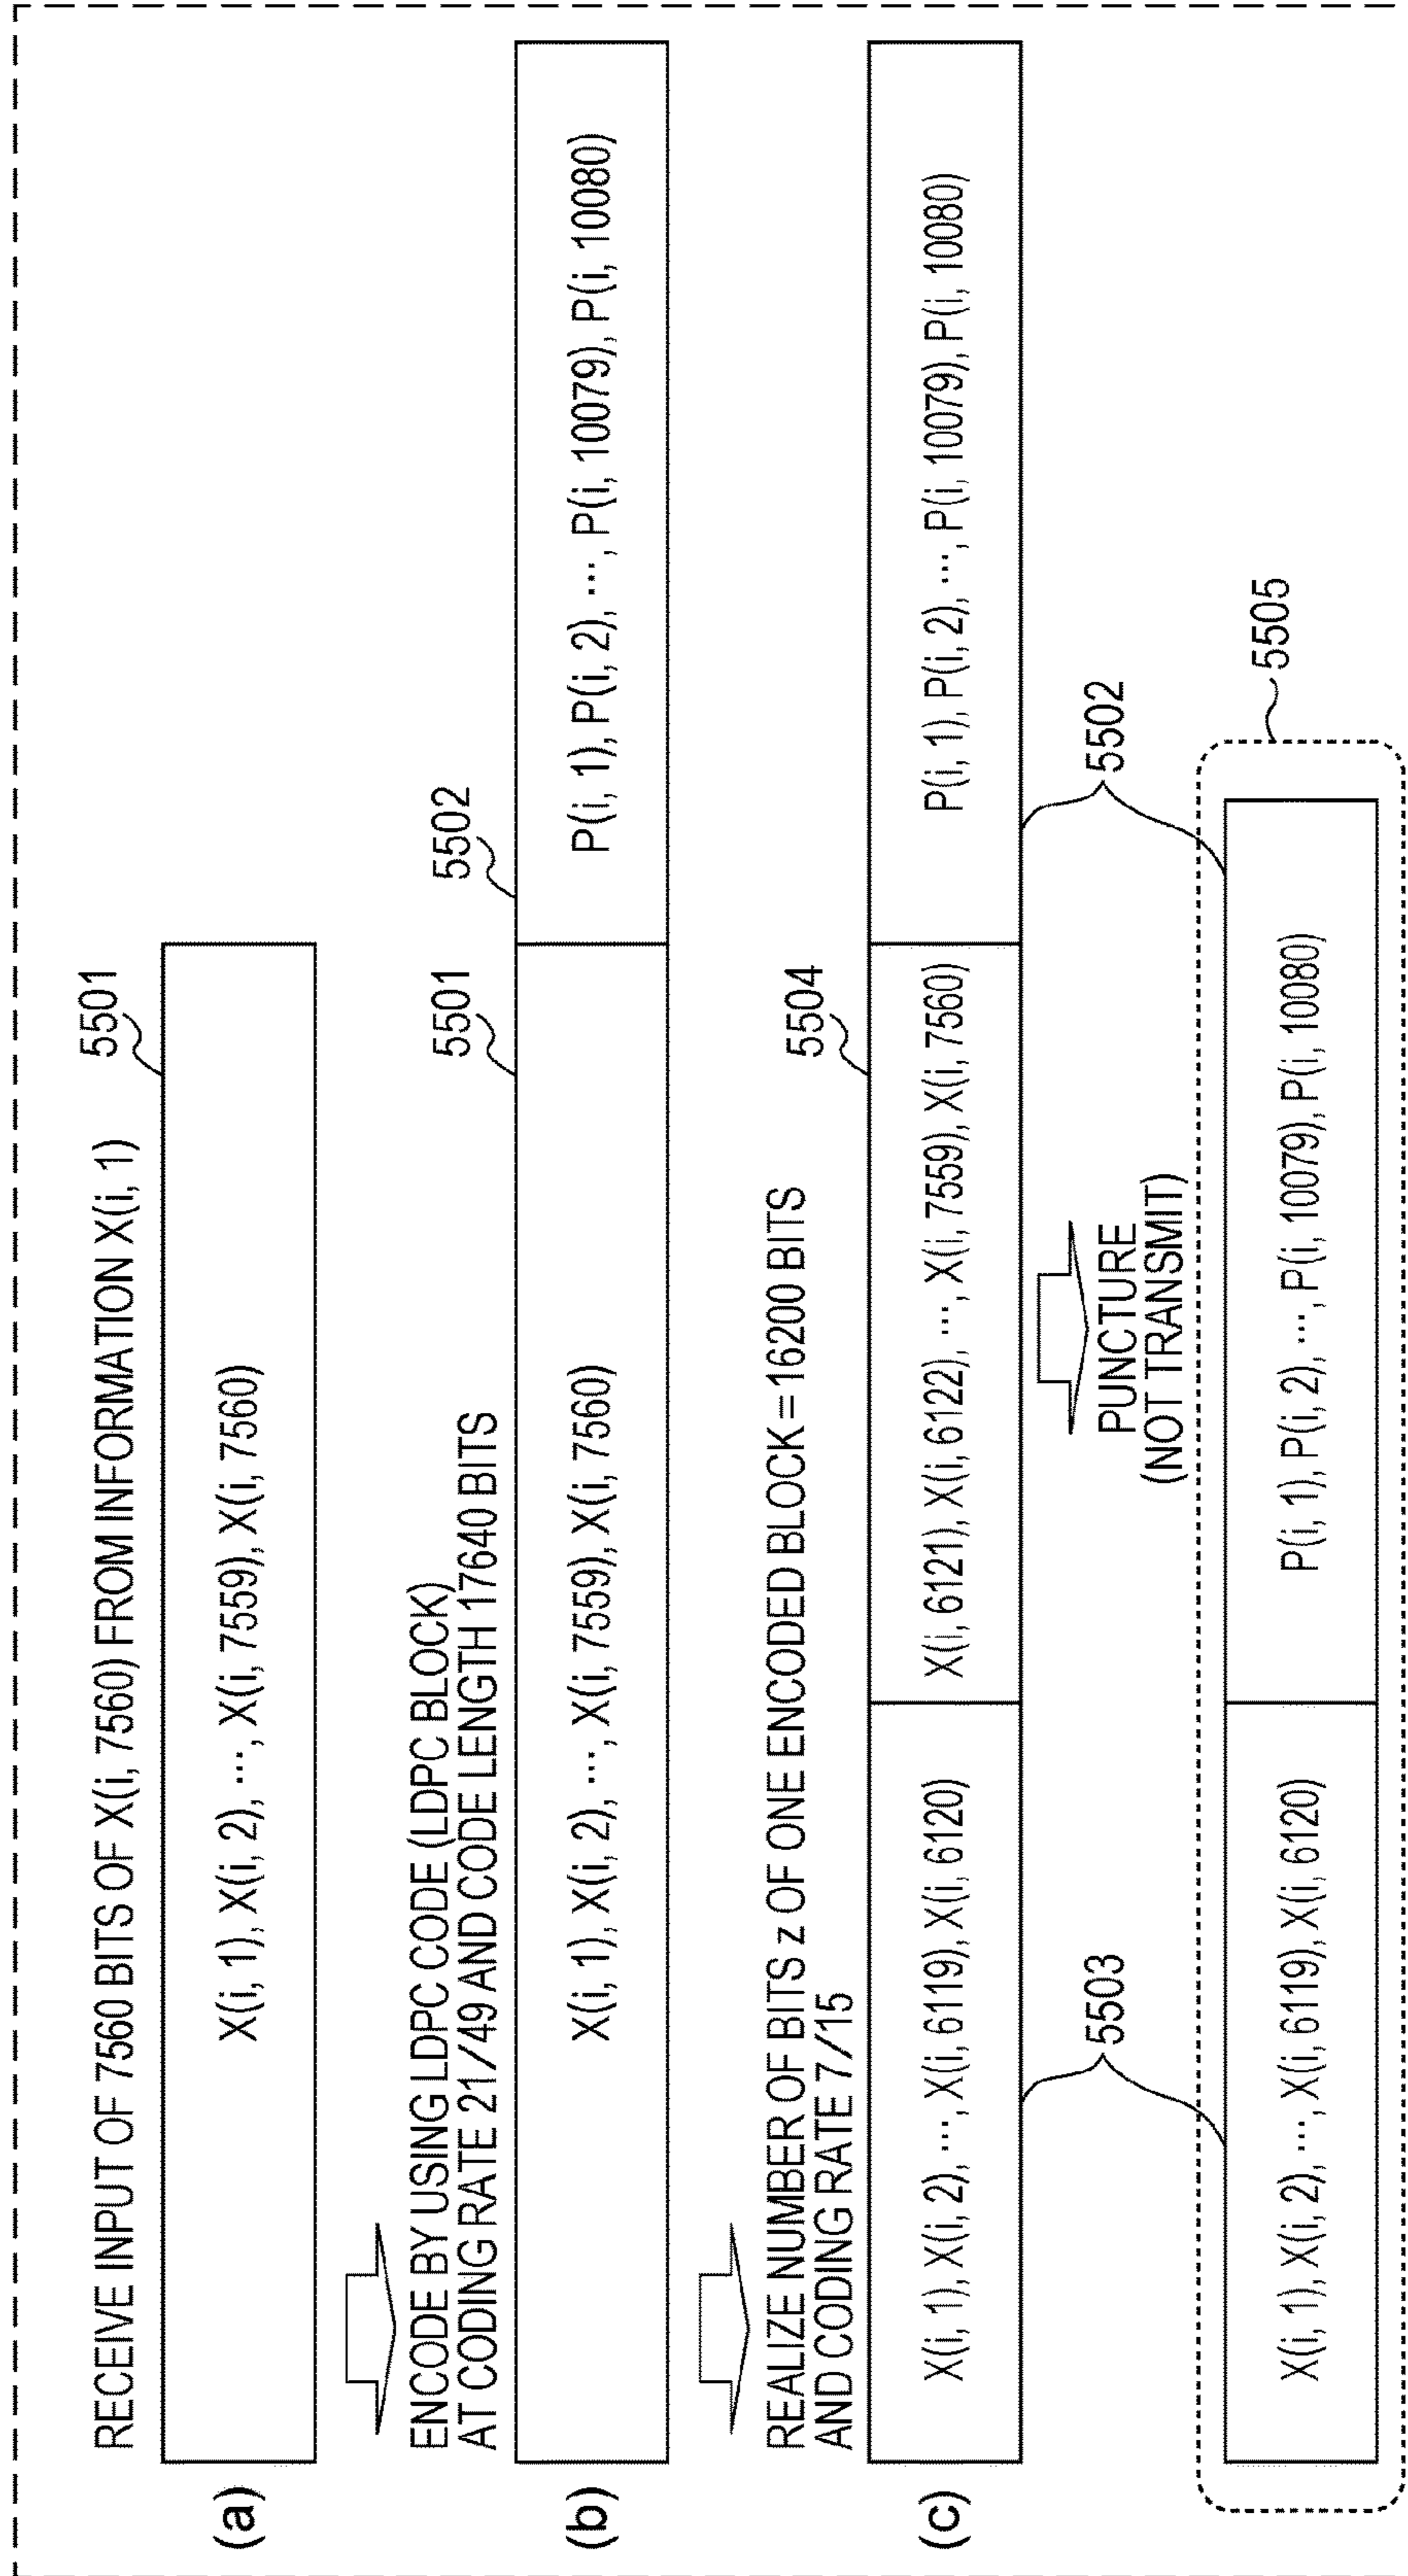 RECEIVE INPUT OF 7560 BITS OF X(i, 7560) FROM INFORMATION X(i, 1)
5501
(a)
X(i, 1), X(i, 2), ⋯, X(i, 7559), X(i, 7560)
ENCODE BY USING LDPC CODE (LDPC BLOCK)
AT CODING RATE 21/49 AND CODE LENGTH 17640 BITS
5501
5502
(b)
X(i, 1), X(i, 2), ⋯, X(i, 7559), X(i, 7560)
P(i, 1), P(i, 2), ⋯, P(i, 10079), P(i, 10080)
REALIZE NUMBER OF BITS z OF ONE ENCODED BLOCK = 16200 BITS
AND CODING RATE 7/15
5504
(c)
X(i, 1), X(i, 2), ⋯, X(i, 6119), X(i, 6120)
X(i, 6121), X(i, 6122), ⋯, X(i, 7559), X(i, 7560)
P(i, 1), P(i, 2), ⋯, P(i, 10079), P(i, 10080)
5503
PUNCTURE
(NOT TRANSMIT)
5502
5505
X(i, 1), X(i, 2), ⋯, X(i, 6119), X(i, 6120)
P(i, 1), P(i, 2), ⋯, P(i, 10079), P(i, 10080)